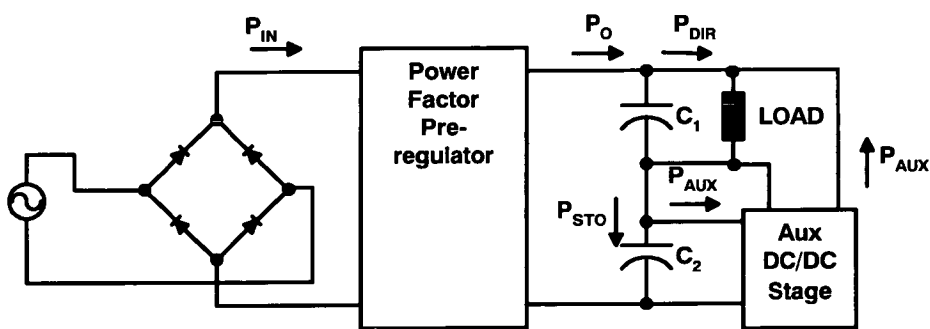 P_IN
Power
Factor
Pre-
regulator
P_O
P_DIR
C_1
LOAD
P_AUX
P_AUX
P_STO
C_2
Aux
DC/DC
Stage